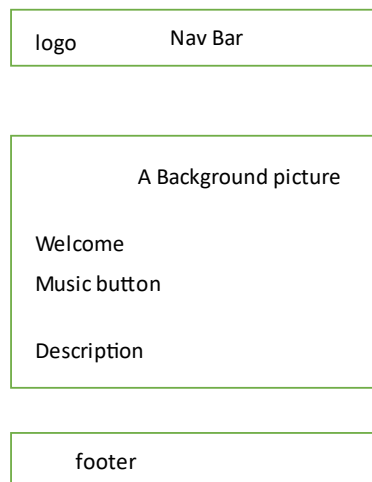 logo Nav Bar
A Background picture
Welcome
Music button
Description
footer